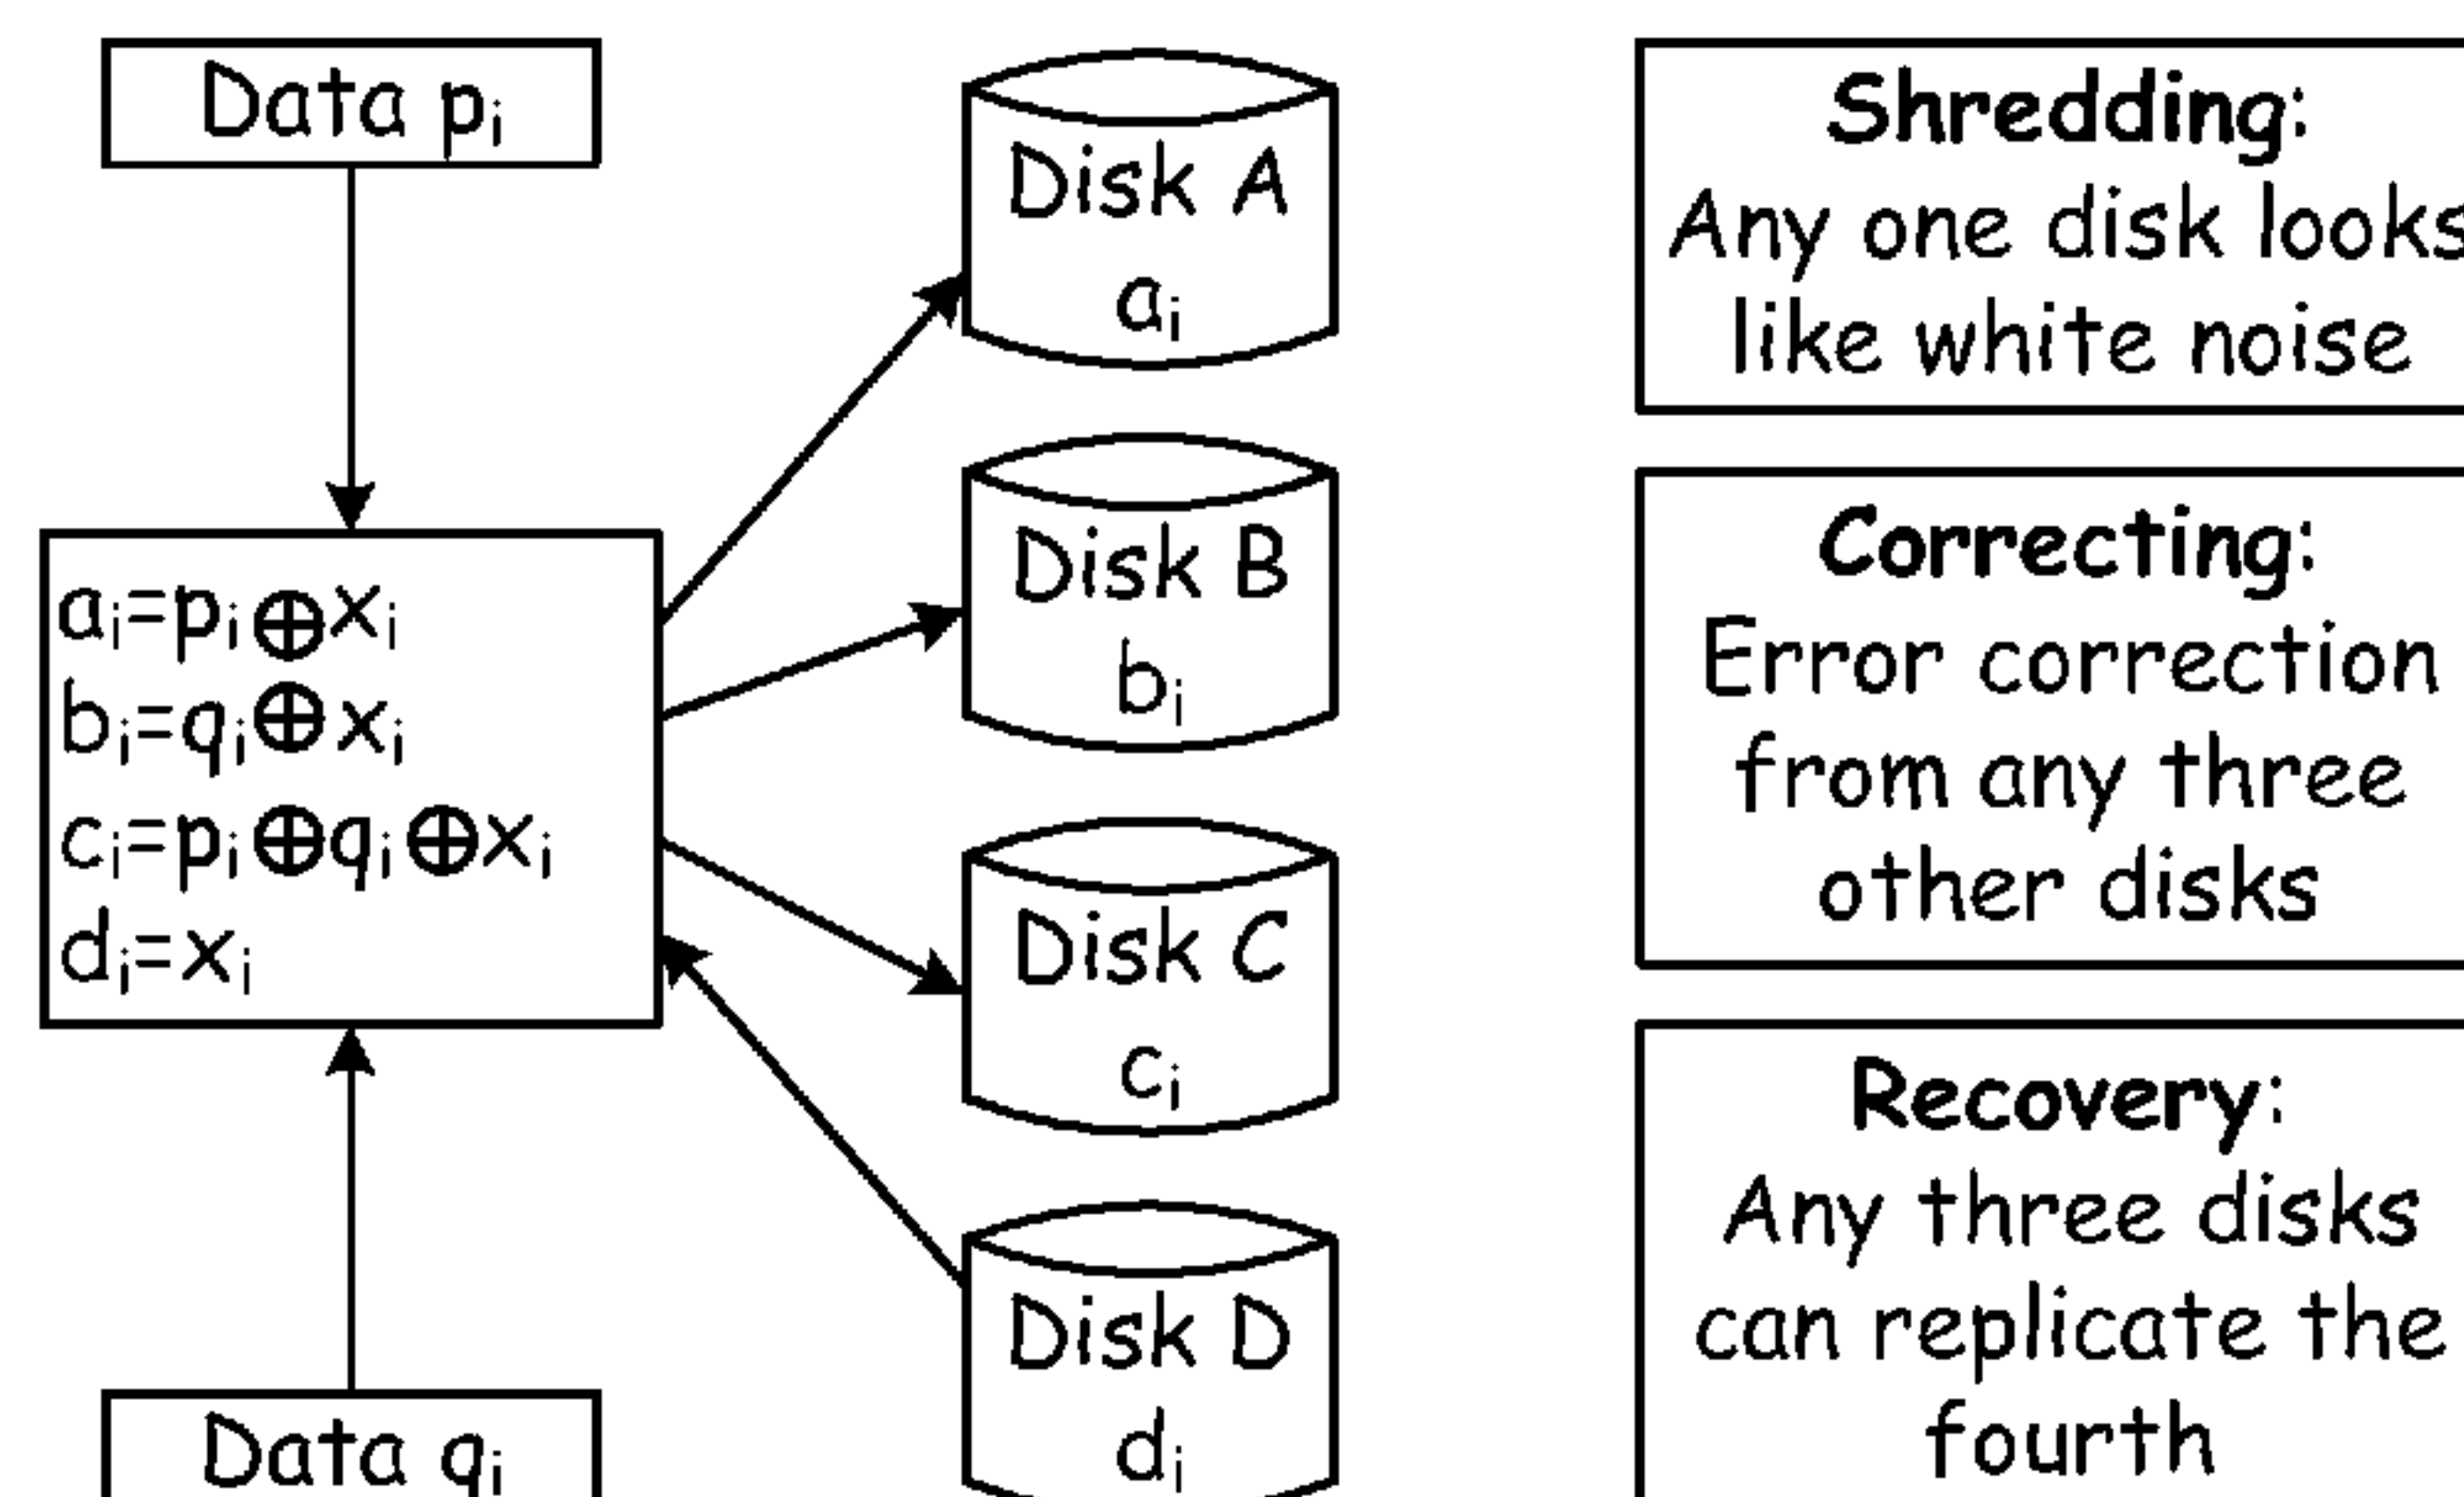 Data pᵢ
aᵢ=pᵢ⊕xᵢ
bᵢ=qᵢ⊕xᵢ
cᵢ=pᵢ⊕qᵢ⊕xᵢ
dᵢ=xᵢ
Data qᵢ
Disk A
aᵢ
Disk B
bᵢ
Disk C
cᵢ
Disk D
dᵢ
Shredding:
Any one disk looks
like white noise
Correcting:
Error correction
from any three
other disks
Recovery:
Any three disks
can replicate the
fourth